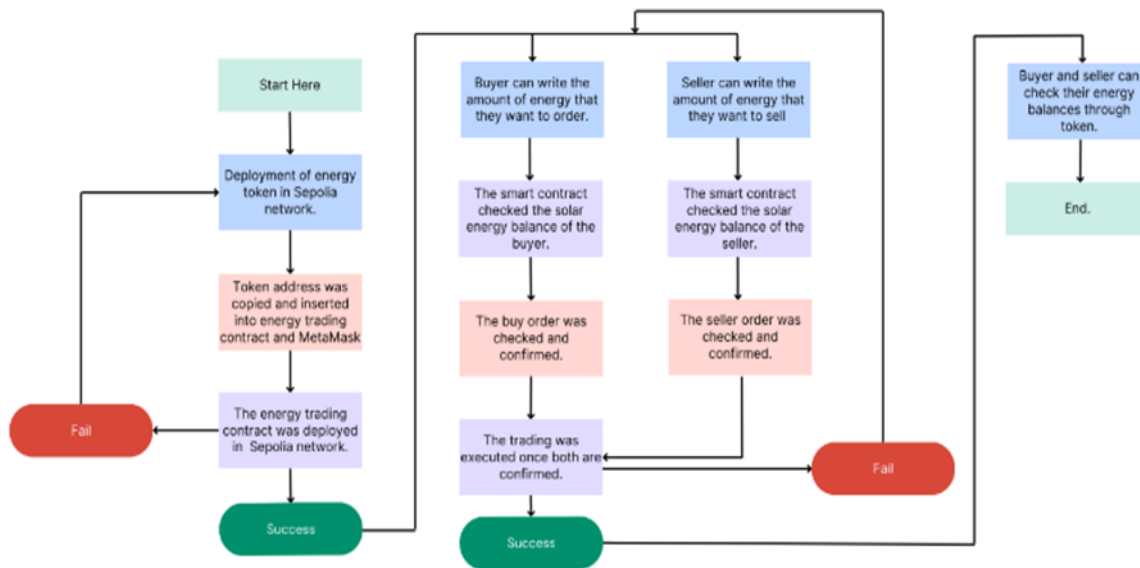 Start Here
Deployment of energy
token in Sepolia
network.
Token address was
copied and inserted
into energy trading
contract and MetaMask
The energy trading
contract was deployed
in Sepolia network.
Fail
Success
Buyer can write the
amount of energy that
they want to order.
The smart contract
checked the solar
energy balance of the
buyer.
The buy order was
checked and
confirmed.
Seller can write the
amount of energy that
they want to sell
The smart contract
checked the solar
energy balance of the
seller.
The seller order was
checked and
confirmed.
The trading was
executed once both are
confirmed.
Fail
Success
Buyer and seller can
check their energy
balances through
token.
End.